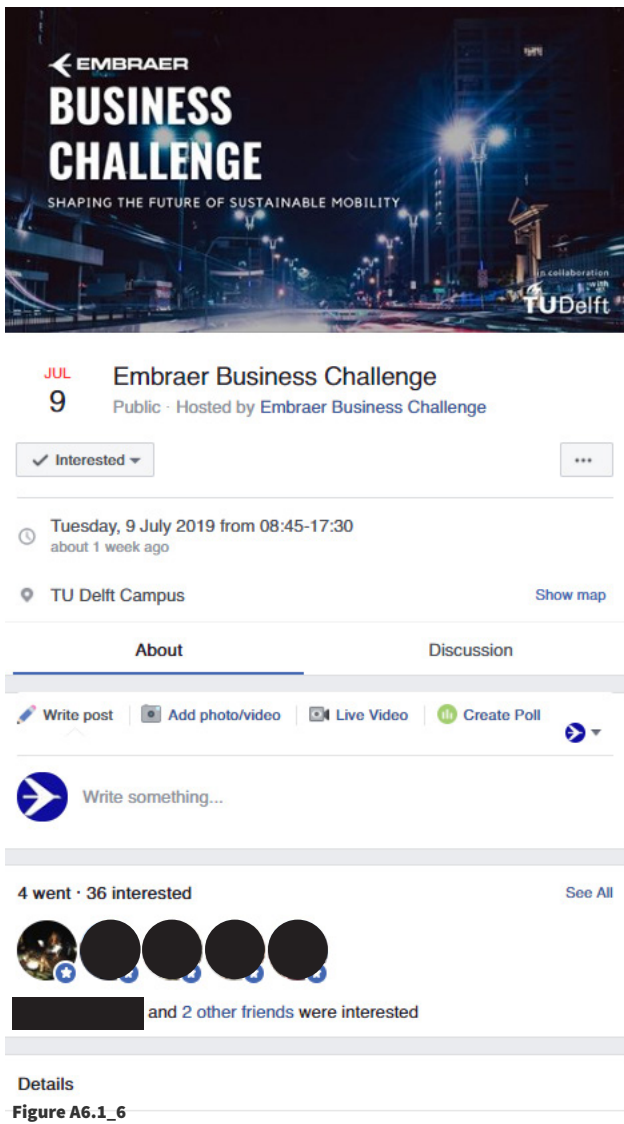 EMBRAER
BUSINESS
CHALLENGE
SHAPING THE FUTURE OF SUSTAINABLE MOBILITY
in collaboration
with
TUDelft
JUL
9
Embraer Business Challenge
Public · Hosted by Embraer Business Challenge
Interested
Tuesday, 9 July 2019 from 08:45-17:30
about 1 week ago
TU Delft Campus
Show map
About
Discussion
Write post
Add photo/video
Live Video
Create Poll
Write something...
4 went · 36 interested
See All
and 2 other friends were interested
Details
Figure A6.1_6